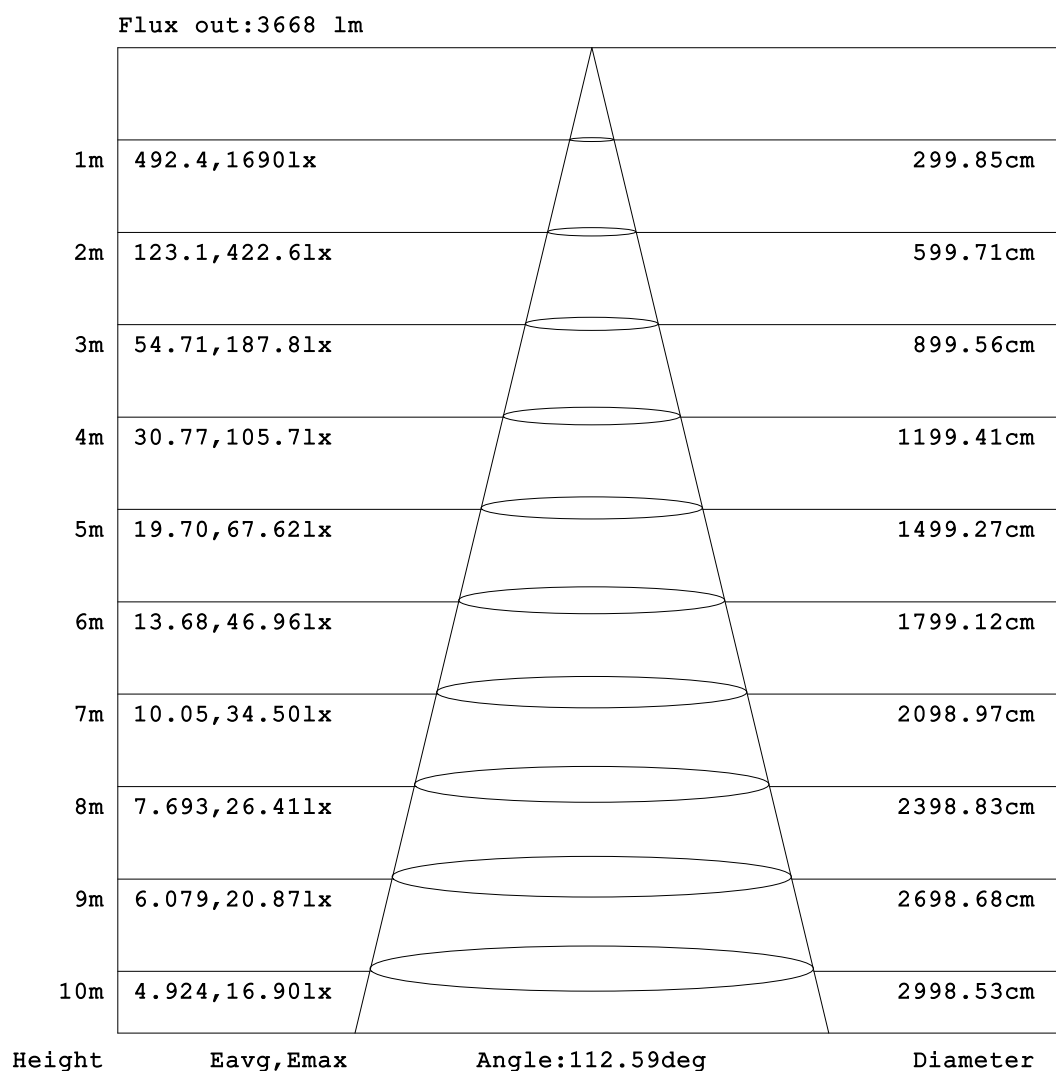 Flux out:3668 lm
1m 492.4,1690lx 299.85cm
2m 123.1,422.6lx 599.71cm
3m 54.71,187.8lx 899.56cm
4m 30.77,105.7lx 1199.41cm
5m 19.70,67.62lx 1499.27cm
6m 13.68,46.96lx 1799.12cm
7m 10.05,34.50lx 2098.97cm
8m 7.693,26.41lx 2398.83cm
9m 6.079,20.87lx 2698.68cm
10m 4.924,16.90lx 2998.53cm
Height Eavg,Emax Angle:112.59deg Diameter